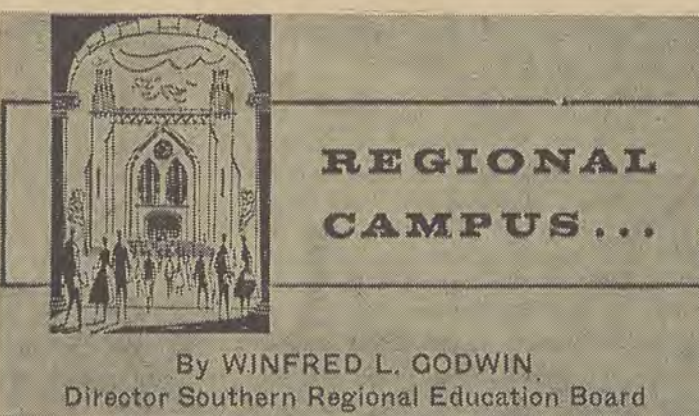 REGIONAL
CAMPUS...
By WINFRED L. GODWIN
Director Southern Regional Education Board